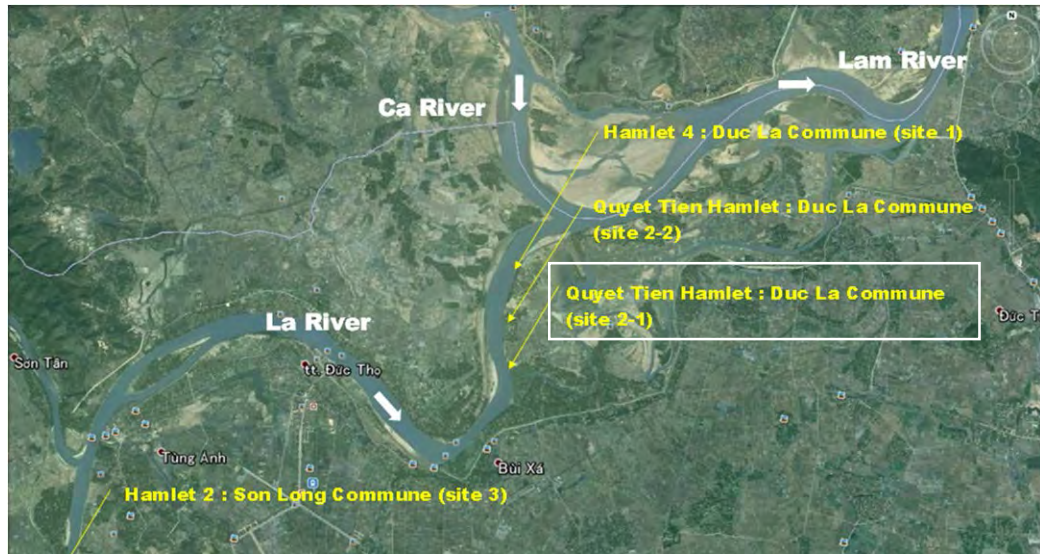 N
Lam River
Ca River
Hamlet 4 : Duc La Commune (site 1)
Quyet Tien Hamlet : Duc La Commune
(site 2-2)
Quyet Tien Hamlet : Duc La Commune
(site 2-1)
La River
Sơn Tân
tt. Đức Thọ
Tùng Ảnh
Bùi Xá
Hamlet 2 : Son Long Commune (site 3)